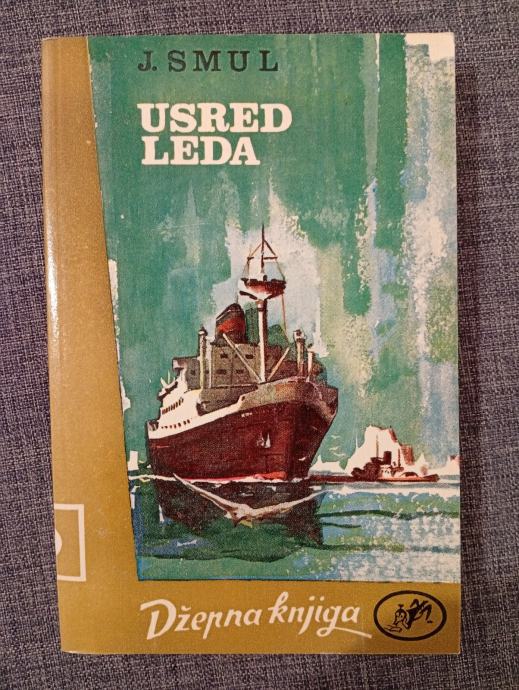 J. SMUL
USRED
LEDA
Džepna knjiga